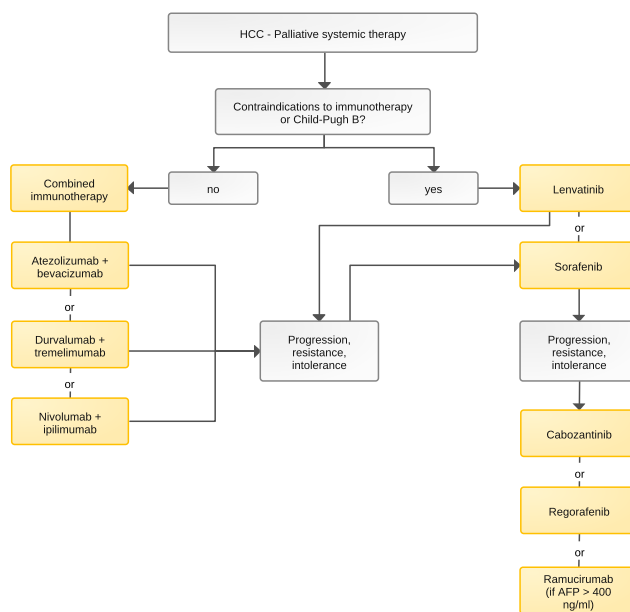 HCC - Palliative systemic therapy
Contraindications to immunotherapy
or Child-Pugh B?
Combined
immunotherapy
no
yes
Lenvatinib
or
Atezolizumab +
bevacizumab
Sorafenib
or
Durvalumab +
tremelimumab
Progression,
resistance,
intolerance
Progression,
resistance,
intolerance
or
Nivolumab +
ipilimumab
Cabozantinib
or
Regorafenib
or
Ramucirumab
(if AFP > 400
ng/ml)